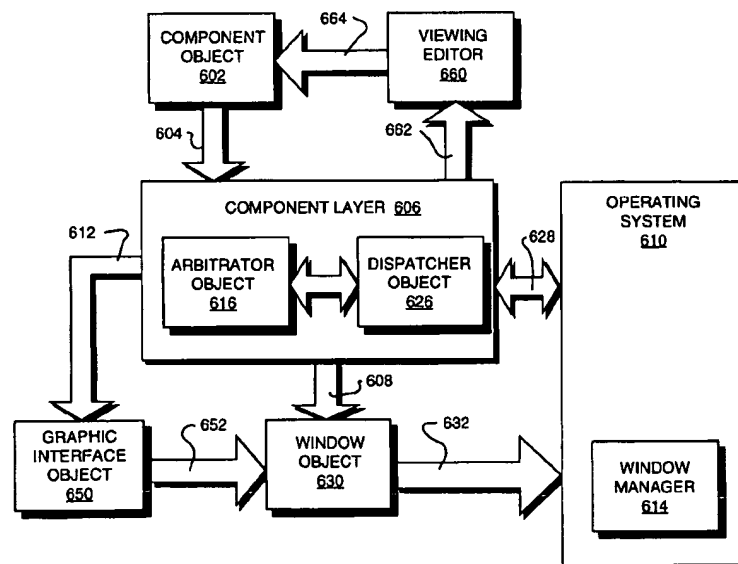 COMPONENT
OBJECT
602
664
VIEWING
EDITOR
660
604
662
COMPONENT LAYER 606
612
ARBITRATOR
OBJECT
616
DISPATCHER
OBJECT
626
628
OPERATING
SYSTEM
610
608
GRAPHIC
INTERFACE
OBJECT
650
652
WINDOW
OBJECT
630
632
WINDOW
MANAGER
614